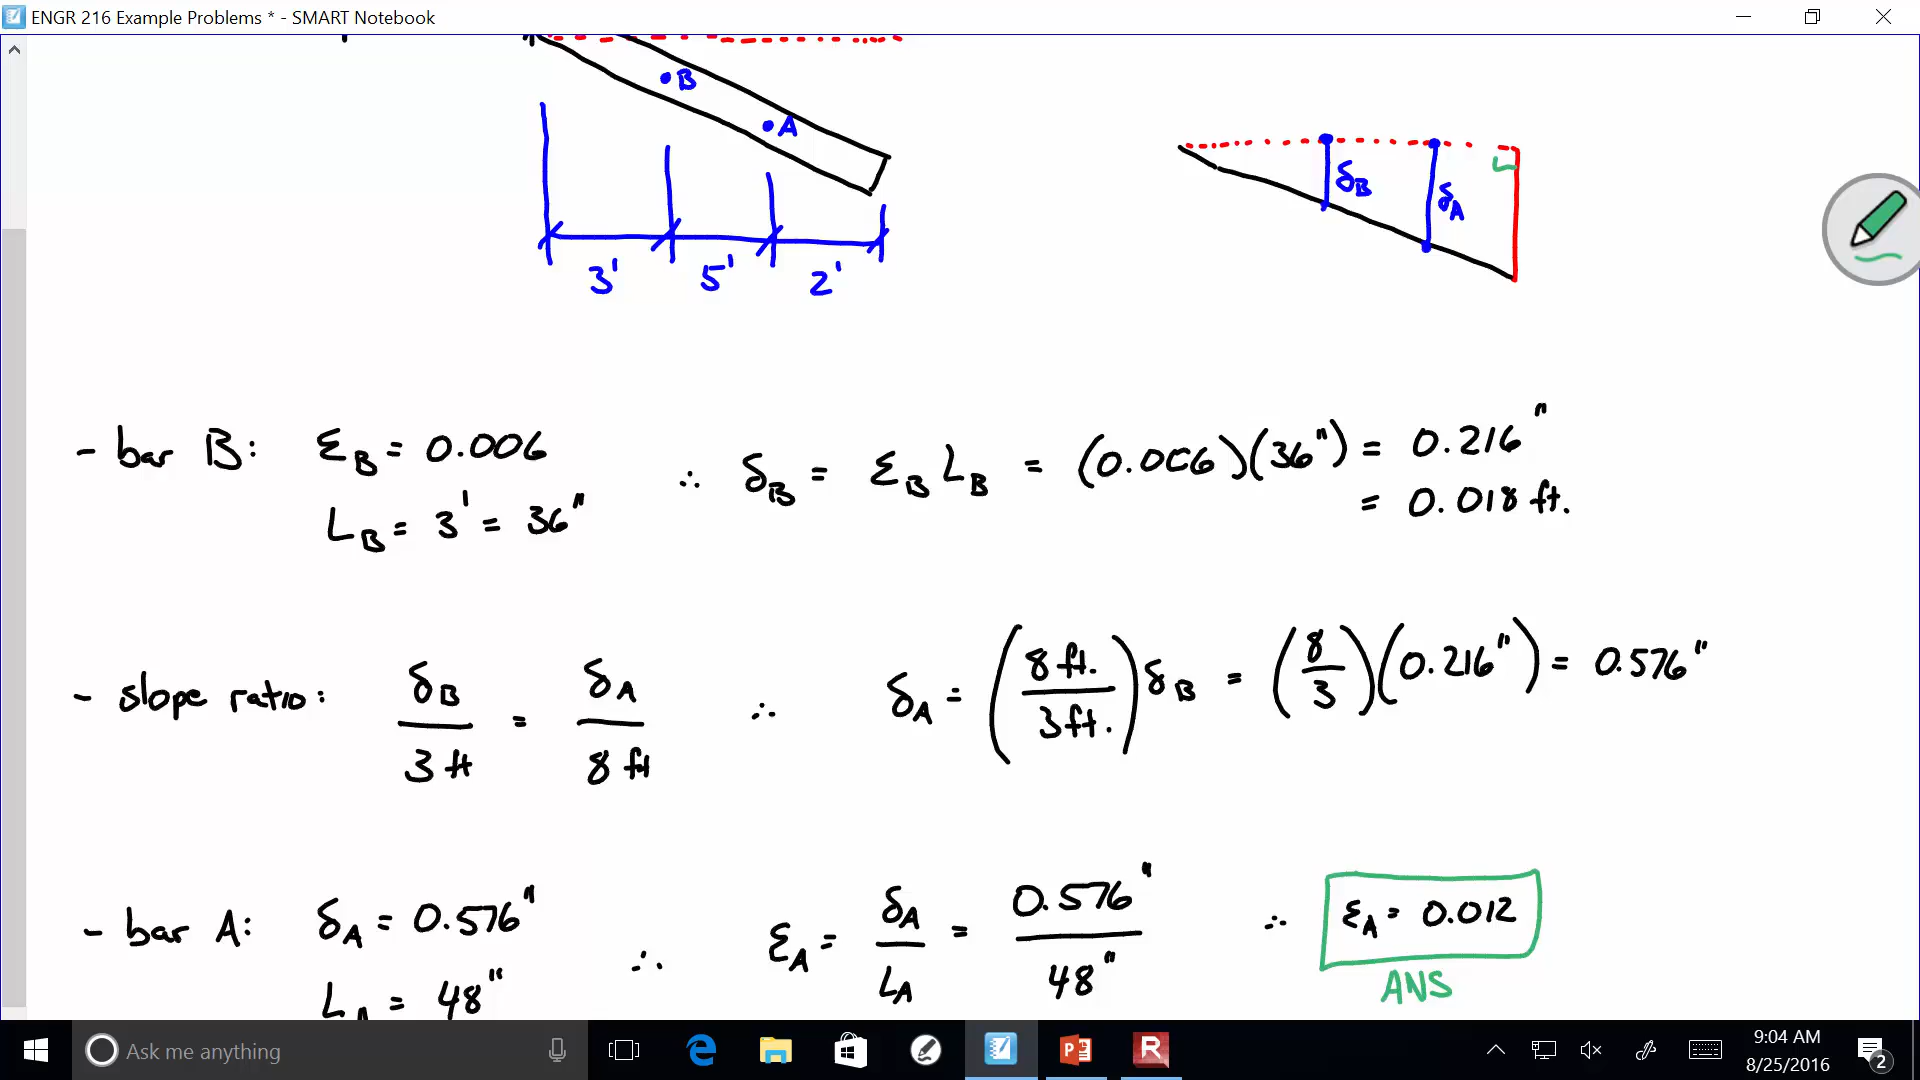 ENGR 216 Example Problems * - SMART Notebook
B
A
3' 5' 2'
δB δA
- bar B: εB = 0.006 ∴ δB = εB LB = (0.006)(36") = 0.216"
LB = 3' = 36" = 0.018 ft.
- slope ratio: δB / 3 ft = δA / 8 ft ∴ δA = (8 ft. / 3 ft.) δB = (8/3)(0.216") = 0.576"
- bar A: δA = 0.576" ∴ εA = δA / LA = 0.576" / 48" ∴ εA = 0.012
LA = 48" ANS
Ask me anything
9:04 AM
8/25/2016
2